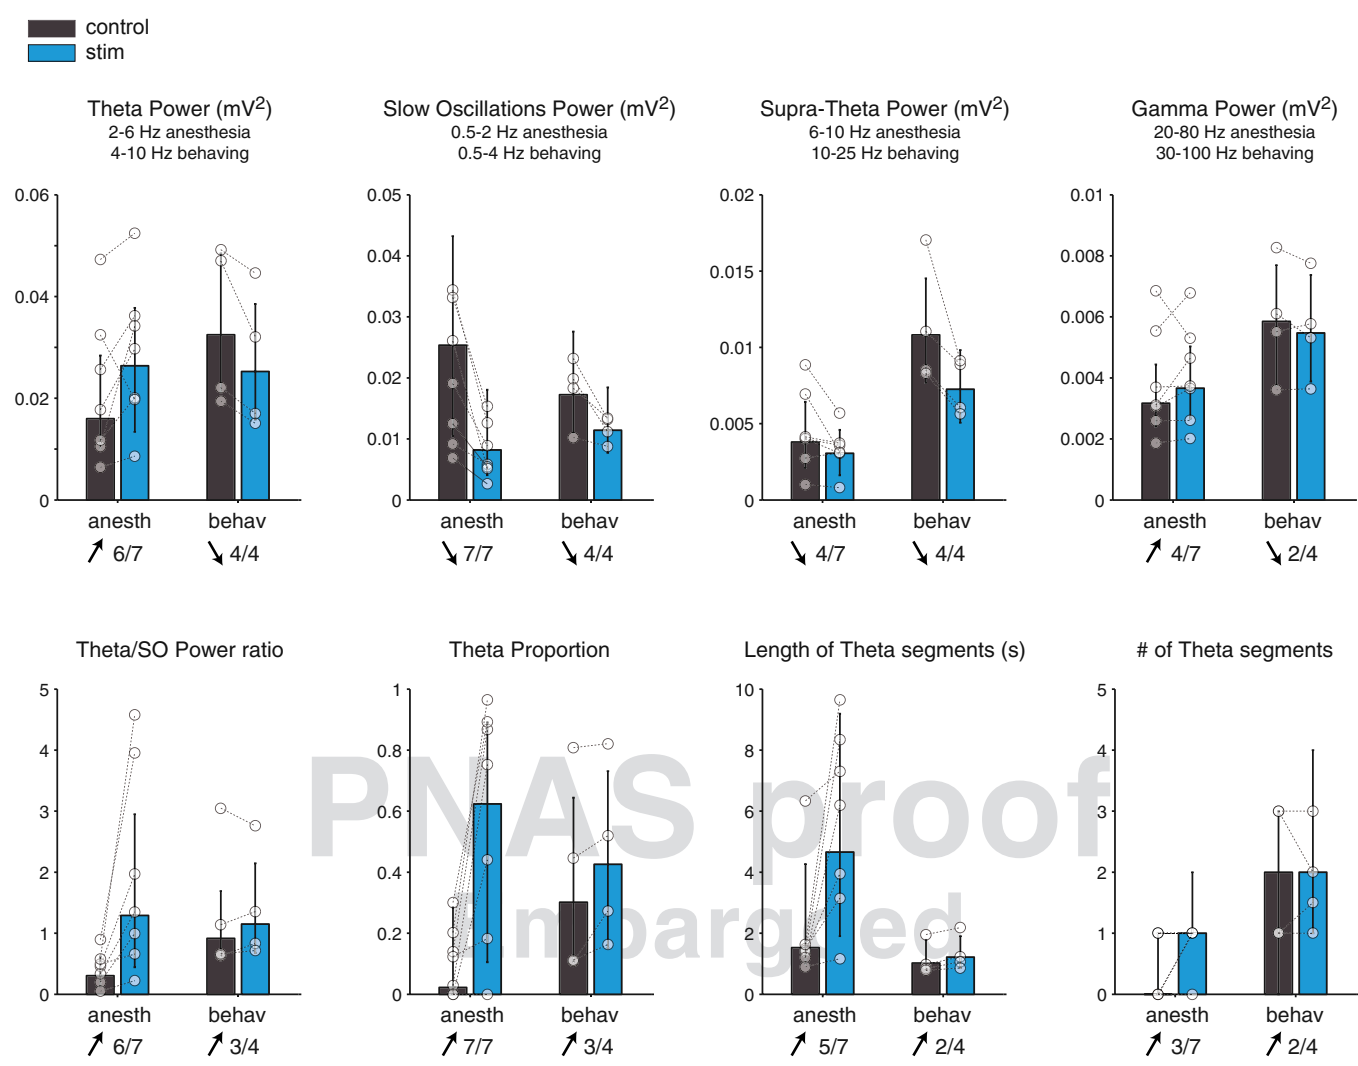 control
stim
Theta Power (mV2)
2-6 Hz anesthesia
4-10 Hz behaving
Slow Oscillations Power (mV2)
0.5-2 Hz anesthesia
0.5-4 Hz behaving
Supra-Theta Power (mV2)
6-10 Hz anesthesia
10-25 Hz behaving
Gamma Power (mV2)
20-80 Hz anesthesia
30-100 Hz behaving
0.06
0.04
0.02
0
anesth behav
6/7 4/4
0.05
0.04
0.03
0.02
0.01
0
anesth behav
7/7 4/4
0.02
0.015
0.01
0.005
0
anesth behav
4/7 4/4
0.01
0.008
0.006
0.004
0.002
0
anesth behav
4/7 2/4
Theta/SO Power ratio
5
4
3
2
1
0
anesth behav
6/7 3/4
Theta Proportion
1
0.8
0.6
0.4
0.2
0
anesth behav
7/7 3/4
Length of Theta segments (s)
10
8
6
4
2
0
anesth behav
5/7 2/4
# of Theta segments
5
4
3
2
1
0
anesth behav
3/7 2/4
PNAS proof
Embargoed